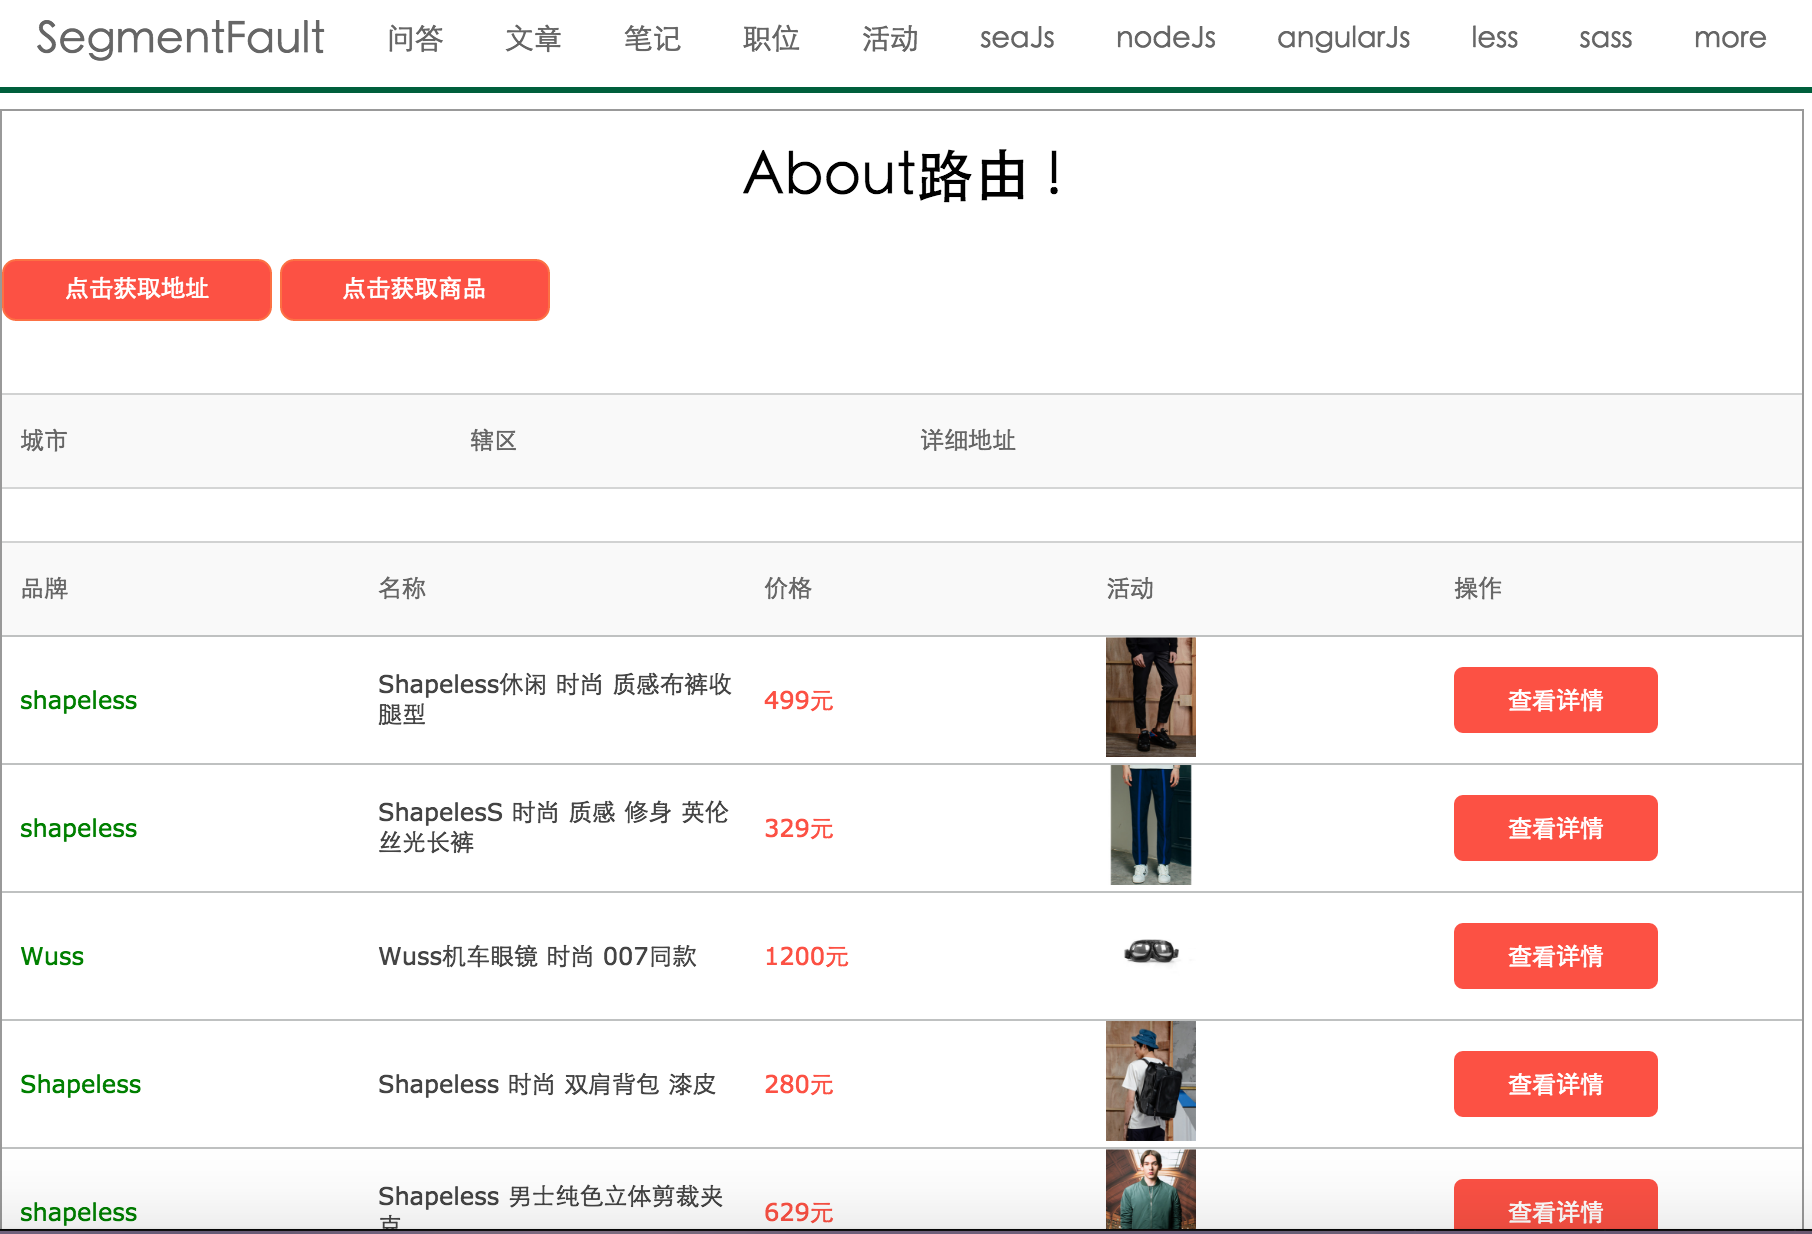 SegmentFault 问答 文章 笔记 职位 活动 seaJs nodeJs angularJs less sass more
About路由！
点击获取地址 点击获取商品
城市 辖区 详细地址
品牌 名称 价格 活动 操作
shapeless Shapeless休闲 时尚 质感布裤收 499元 查看详情
腿型
shapeless ShapelesS 时尚 质感 修身 英伦 329元 查看详情
丝光长裤
Wuss Wuss机车眼镜 时尚 007同款 1200元 查看详情
Shapeless Shapeless 时尚 双肩背包 漆皮 280元 查看详情
shapeless Shapeless 男士纯色立体剪裁夹 629元 查看详情
克